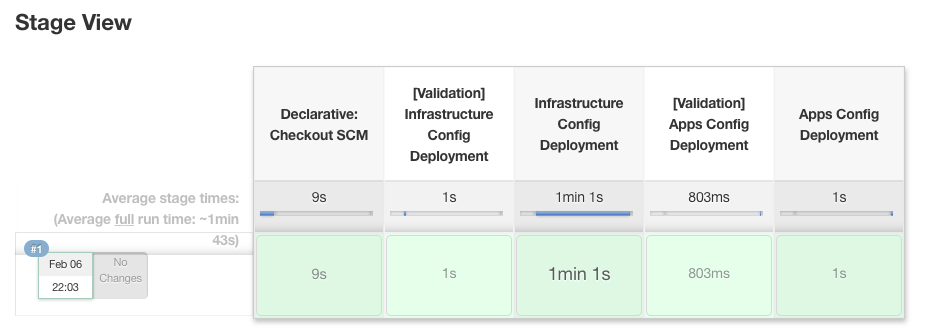 Stage View
Declarative:
Checkout SCM
[Validation]
Infrastructure
Config
Deployment
Infrastructure
Config
Deployment
[Validation]
Apps Config
Deployment
Apps Config
Deployment
Average stage times:
(Average full run time: ~1min
43s)
9s
1s
1min 1s
803ms
1s
#1
Feb 06
22:03
No
Changes
9s
1s
1min 1s
803ms
1s